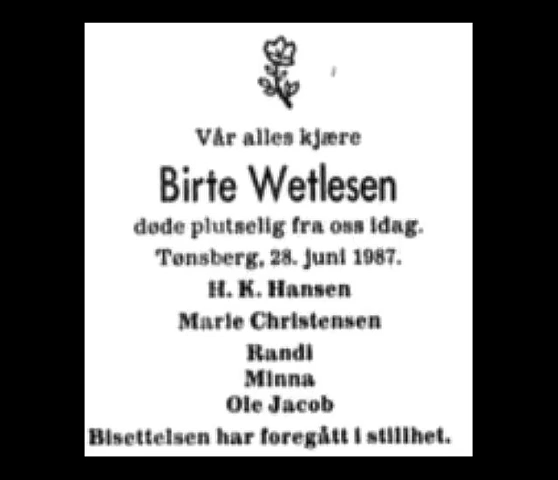 Vår alles kjære
Birte Wetlesen
døde plutselig fra oss idag.
Tønsberg, 28. juni 1987.
H. K. Hansen
Marie Christensen
Randi
Minna
Ole Jacob
Bisettelsen har foregått i stillhet.